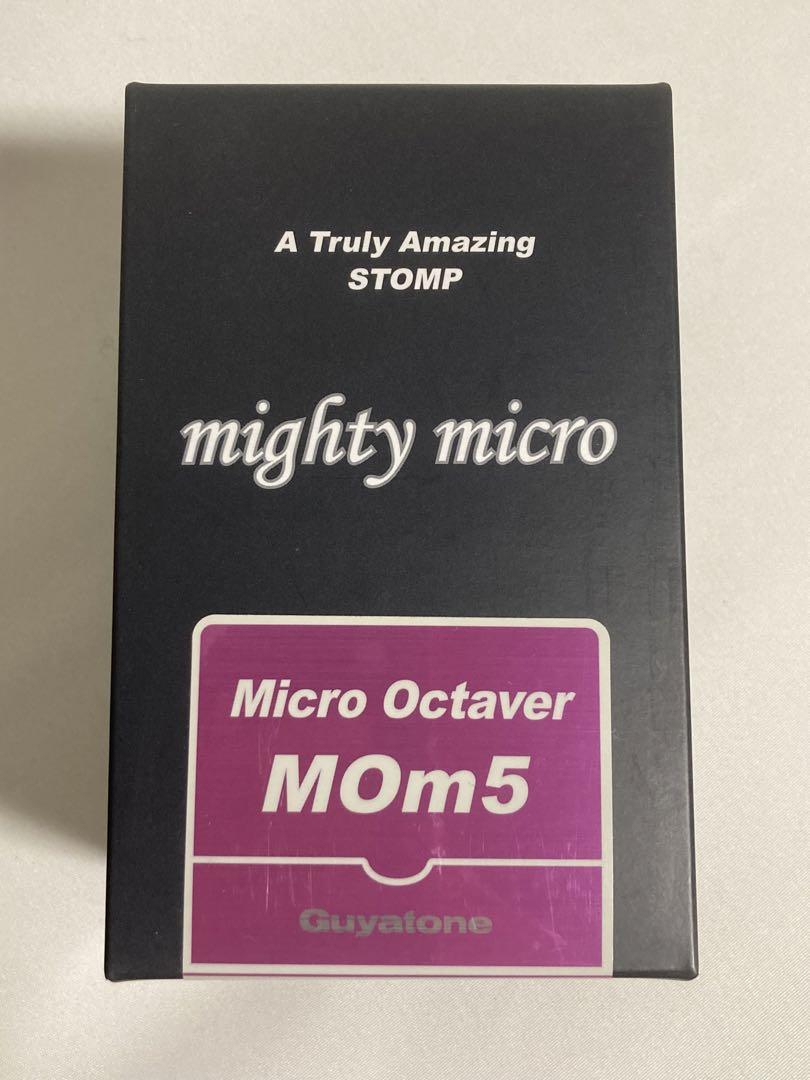 A Truly Amazing
STOMP
mighty micro
Micro Octaver
MOm5
Guyatone